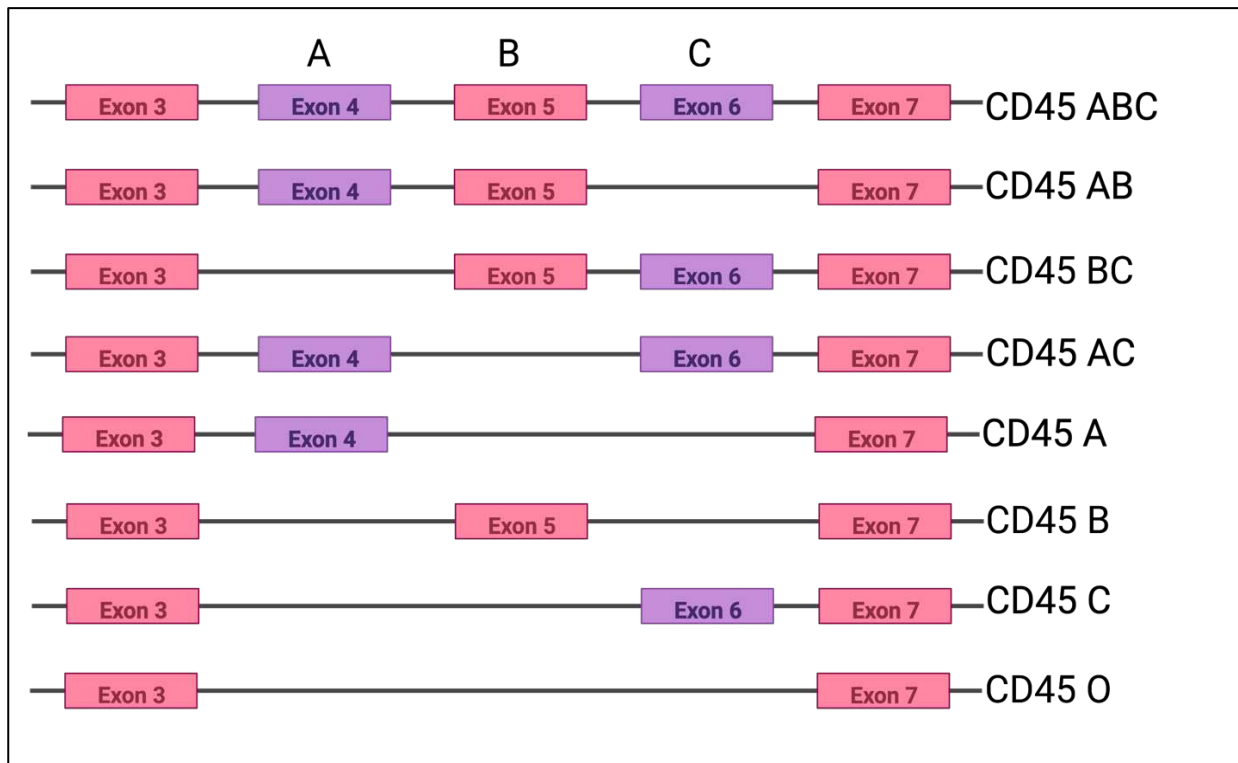 A B C
Exon 3 Exon 4 Exon 5 Exon 6 Exon 7 CD45 ABC
Exon 3 Exon 4 Exon 5 Exon 7 CD45 AB
Exon 3 Exon 5 Exon 6 Exon 7 CD45 BC
Exon 3 Exon 4 Exon 6 Exon 7 CD45 AC
Exon 3 Exon 4 Exon 7 CD45 A
Exon 3 Exon 5 Exon 7 CD45 B
Exon 3 Exon 6 Exon 7 CD45 C
Exon 3 Exon 7 CD45 O